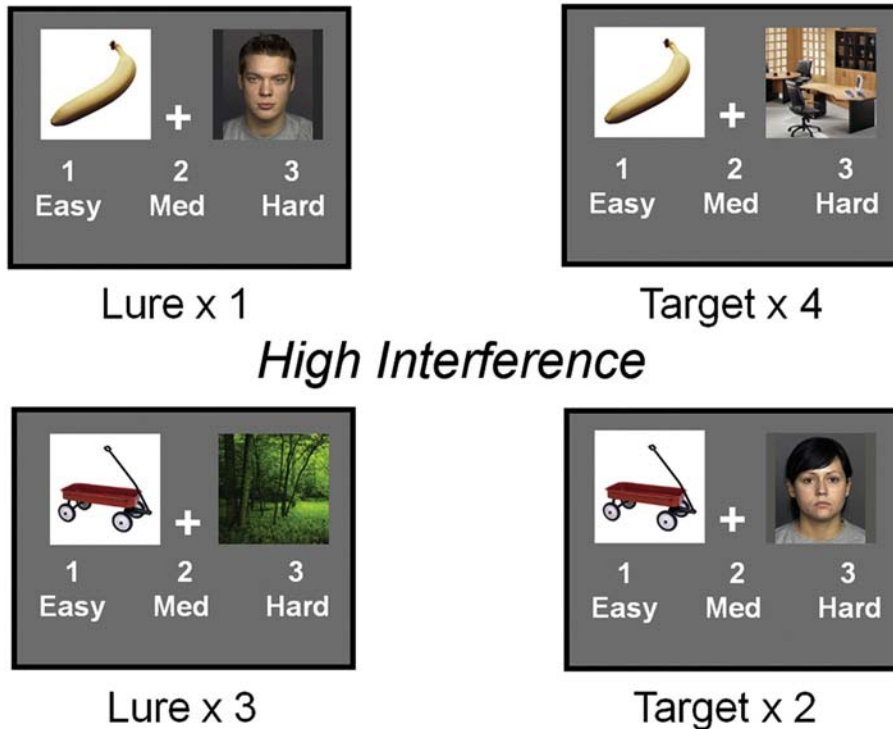 +
1 2 3
Easy Med Hard
Lure x 1
+
1 2 3
Easy Med Hard
Target x 4
High Interference
+
1 2 3
Easy Med Hard
Lure x 3
+
1 2 3
Easy Med Hard
Target x 2